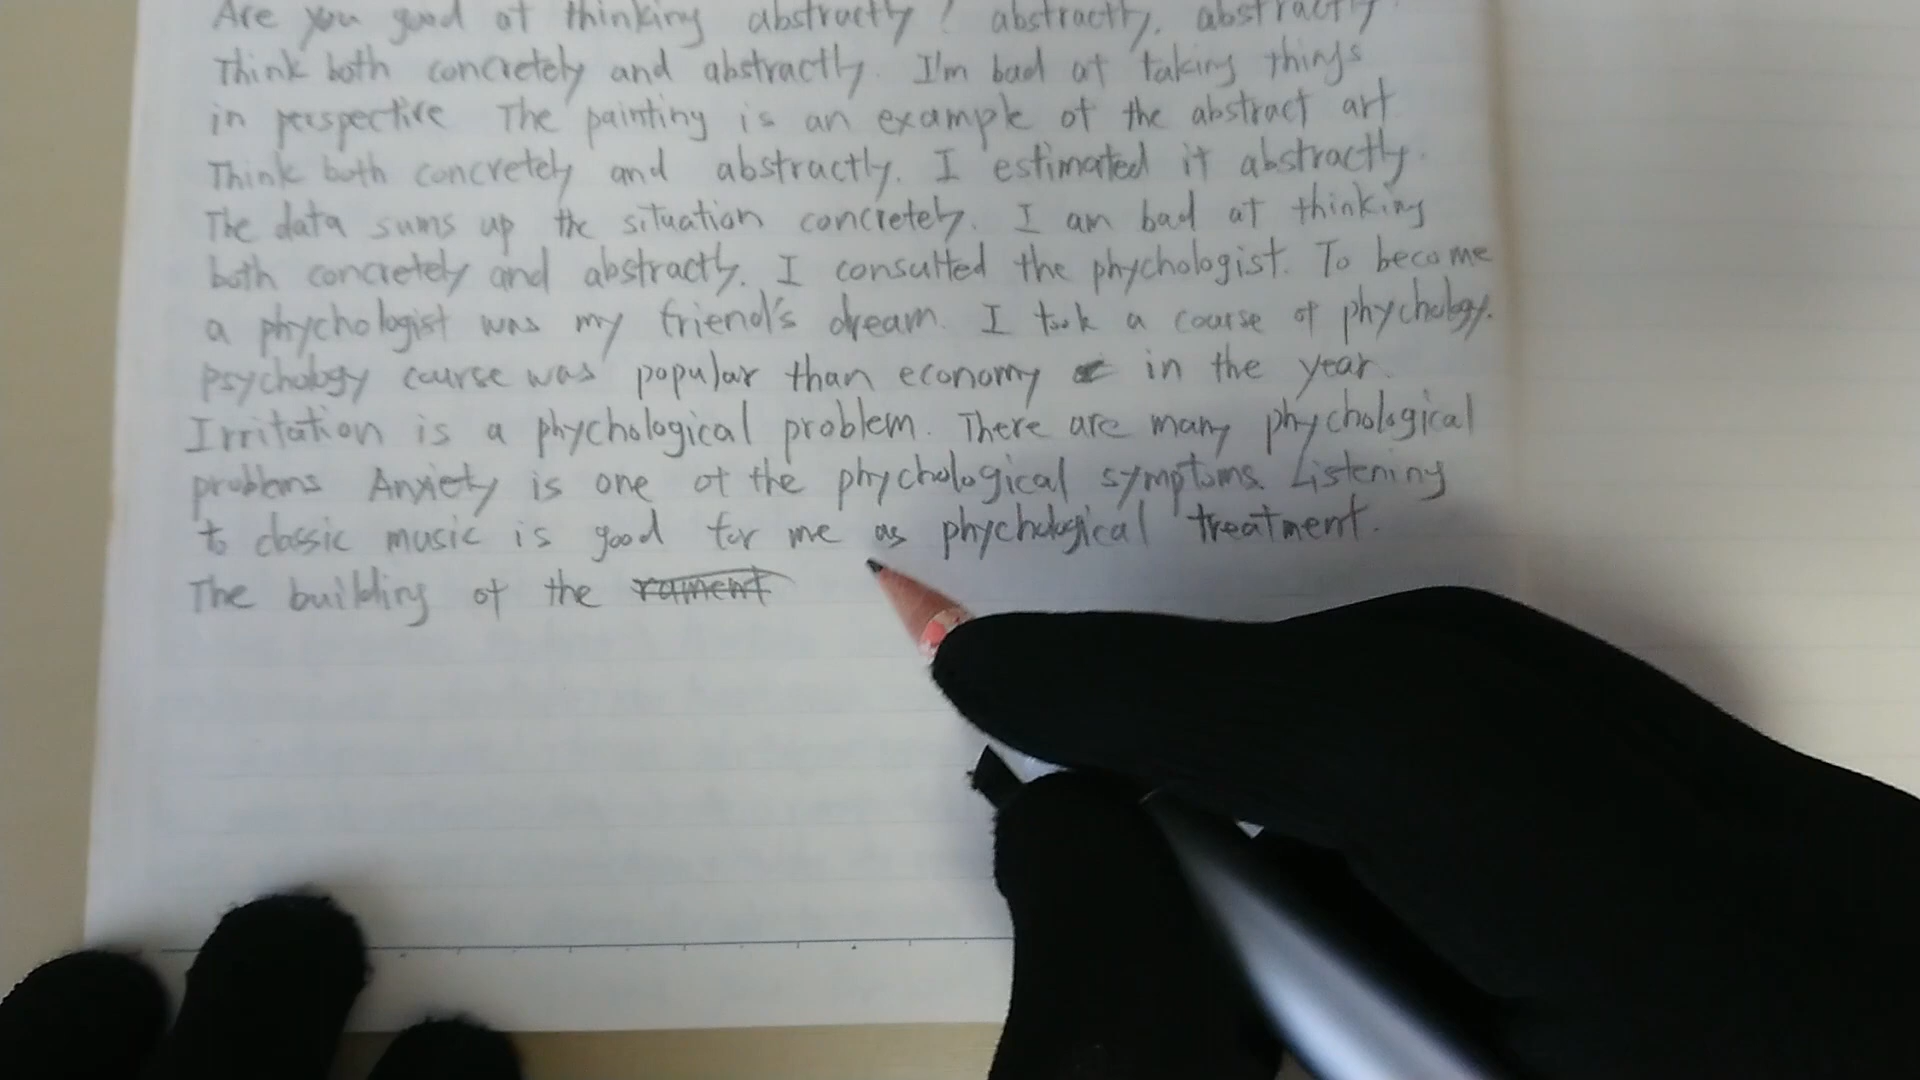 Are you good at thinking abstractly? abstractly, abstractly
Think both concretely and abstractly. I'm bad at taking things
in perspective The painting is an example of the abstract art
Think both concretely and abstractly. I estimated it abstractly.
The data sums up the situation concretely. I am bad at thinking
both concretely and abstractly. I consulted the phychologist. To become
a phychologist was my friend's dream. I took a course of phychology.
psychology course was popular than economy in the year.
Irritation is a phychological problem. There are many phychological
problems Anxiety is one of the phychological symptoms. Listening
to classic music is good for me as phychological treatment.
The building of the